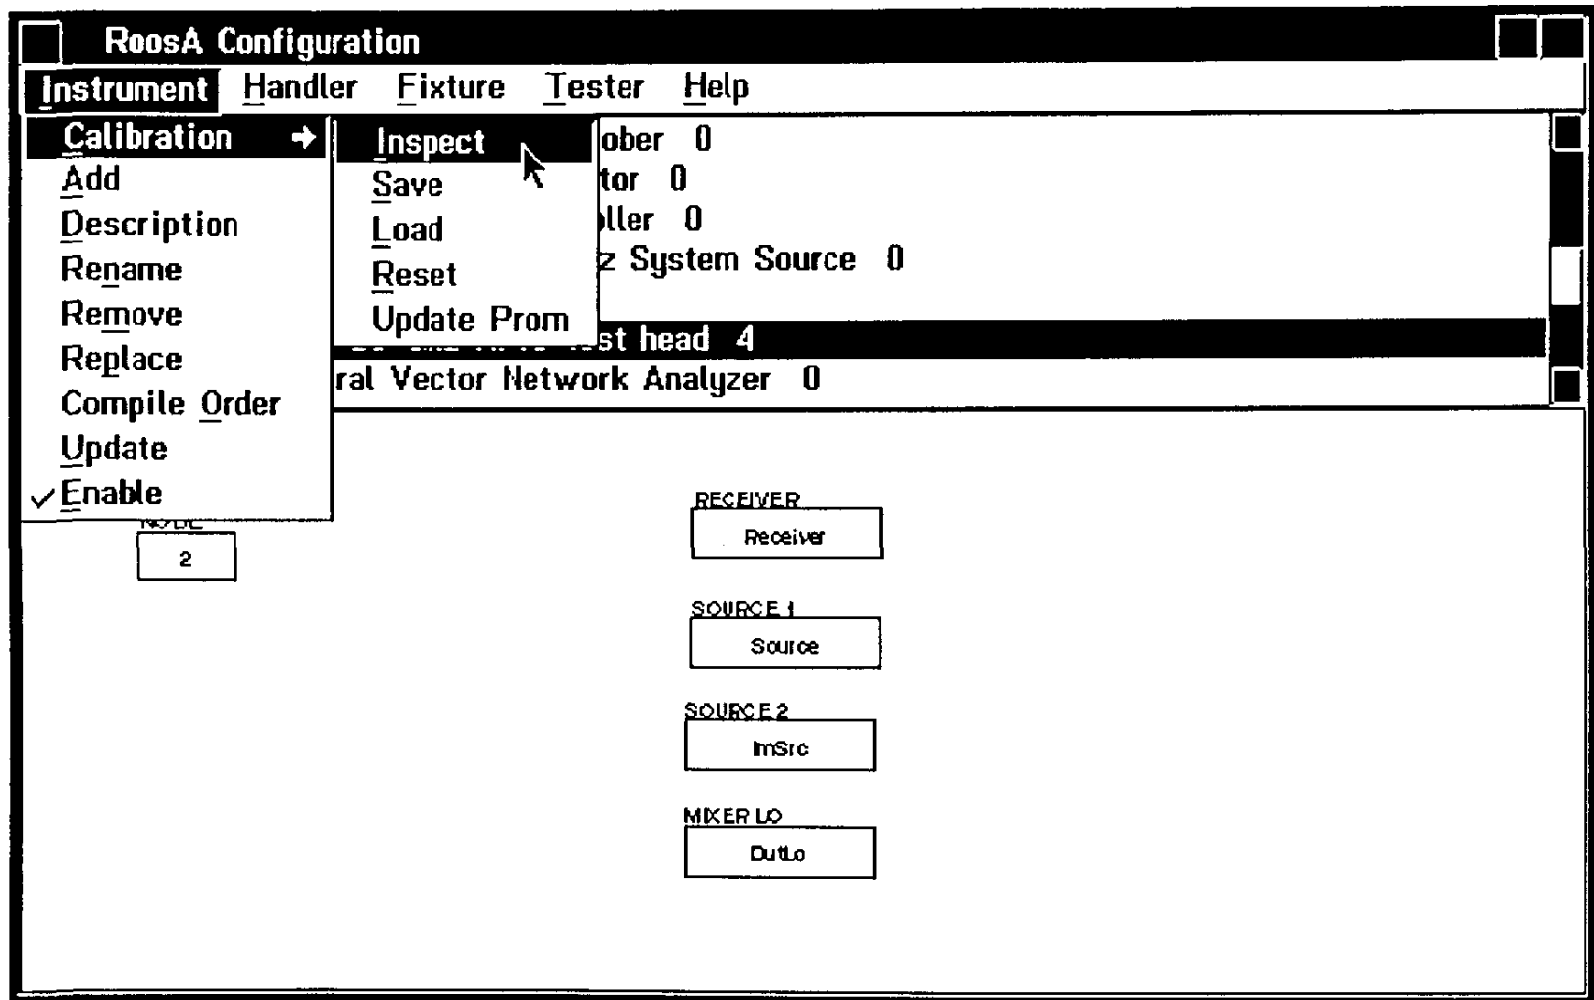 RoosA Configuration
Instrument Handler Fixture Tester Help
Calibration
Add
Description
Rename
Remove
Replace
Compile Order
Update
Enable
Inspect
Save
Load
Reset
Update Prom
ober 0
tor 0
ller 0
z System Source 0
st head 4
ral Vector Network Analyzer 0
2
RECEIVER
Receiver
SOURCE 1
Source
SOURCE 2
ImSrc
MIXER LO
DutLo